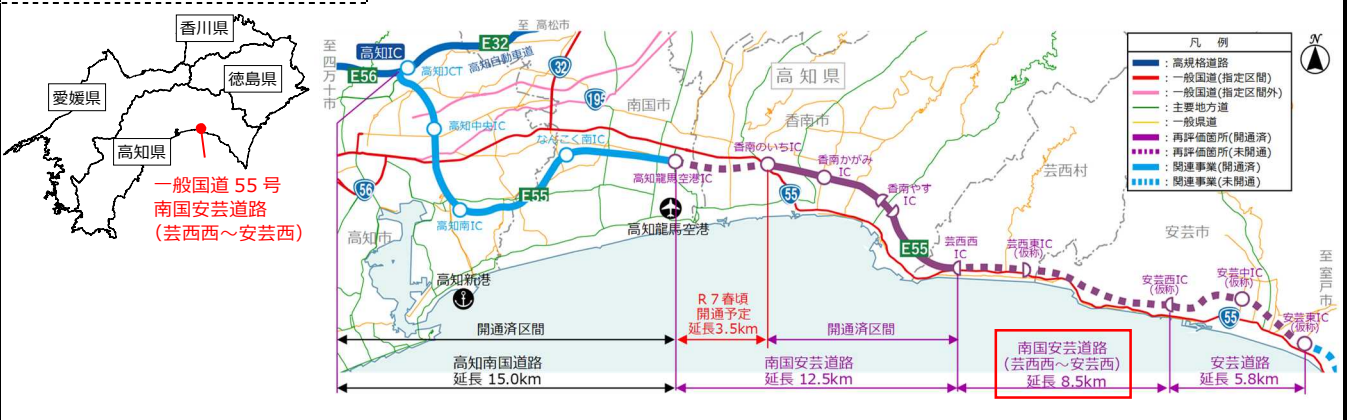 香川県
徳島県
愛媛県
高知県
一般国道 55 号
南国安芸道路
（芸西西～安芸西）
至 高松市
至四万十市
高知IC
E32
E56
高知自動車道
高知JCT
32
195
高知県
南国市
香南市
高知中央IC
なんこく南IC
香南のいちIC
香南かがみIC
高知龍馬空港IC
香南やすIC
56
E55
55
高知南IC
高知市
高知龍馬空港
芸西村
安芸市
E55
芸西西IC
芸西東IC
(仮称)
安芸西IC
(仮称)
安芸中IC
(仮称)
安芸東IC
(仮称)
55
至室戸市
高知新港
R７春頃
開通予定
延長3.5km
開通済区間
開通済区間
高知南国道路
延長 15.0km
南国安芸道路
延長 12.5km
南国安芸道路
(芸西西～安芸西)
延長 8.5km
安芸道路
延長 5.8km
凡 例
：高規格道路
：一般国道(指定区間)
：一般国道(指定区間外)
：主要地方道
：一般県道
：再評価箇所(開通済)
：再評価箇所(未開通)
：関連事業(開通済)
：関連事業(未開通)
N